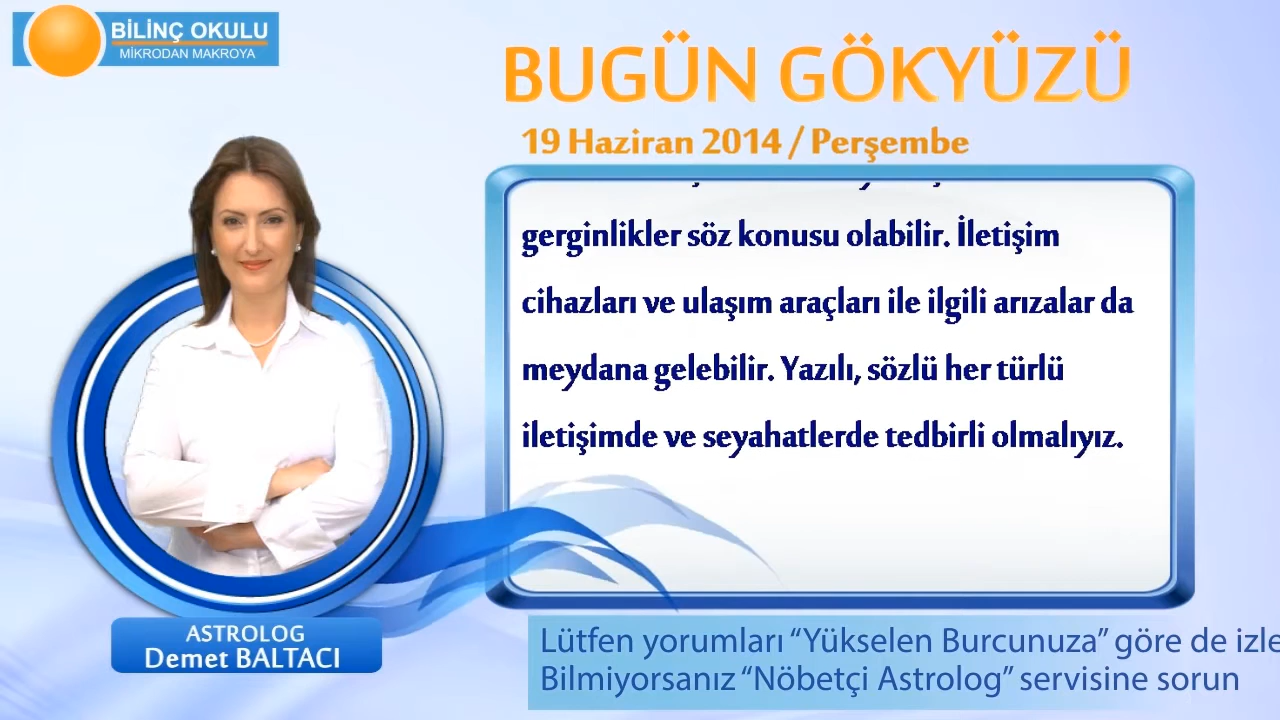 BİLİNÇ OKULU
MİKRODAN MAKROYA
BUGÜN GÖKYÜZÜ
19 Haziran 2014 / Perşembe
gerginlikler söz konusu olabilir. İletişim
cihazları ve ulaşım araçları ile ilgili arızalar da
meydana gelebilir. Yazılı, sözlü her türlü
iletişimde ve seyahatlerde tedbirli olmalıyız.
ASTROLOG
Demet BALTACI
Lütfen yorumları “Yükselen Burcunuza” göre de
Bilmiyorsanız “Nöbetçi Astrolog” servisine sorun